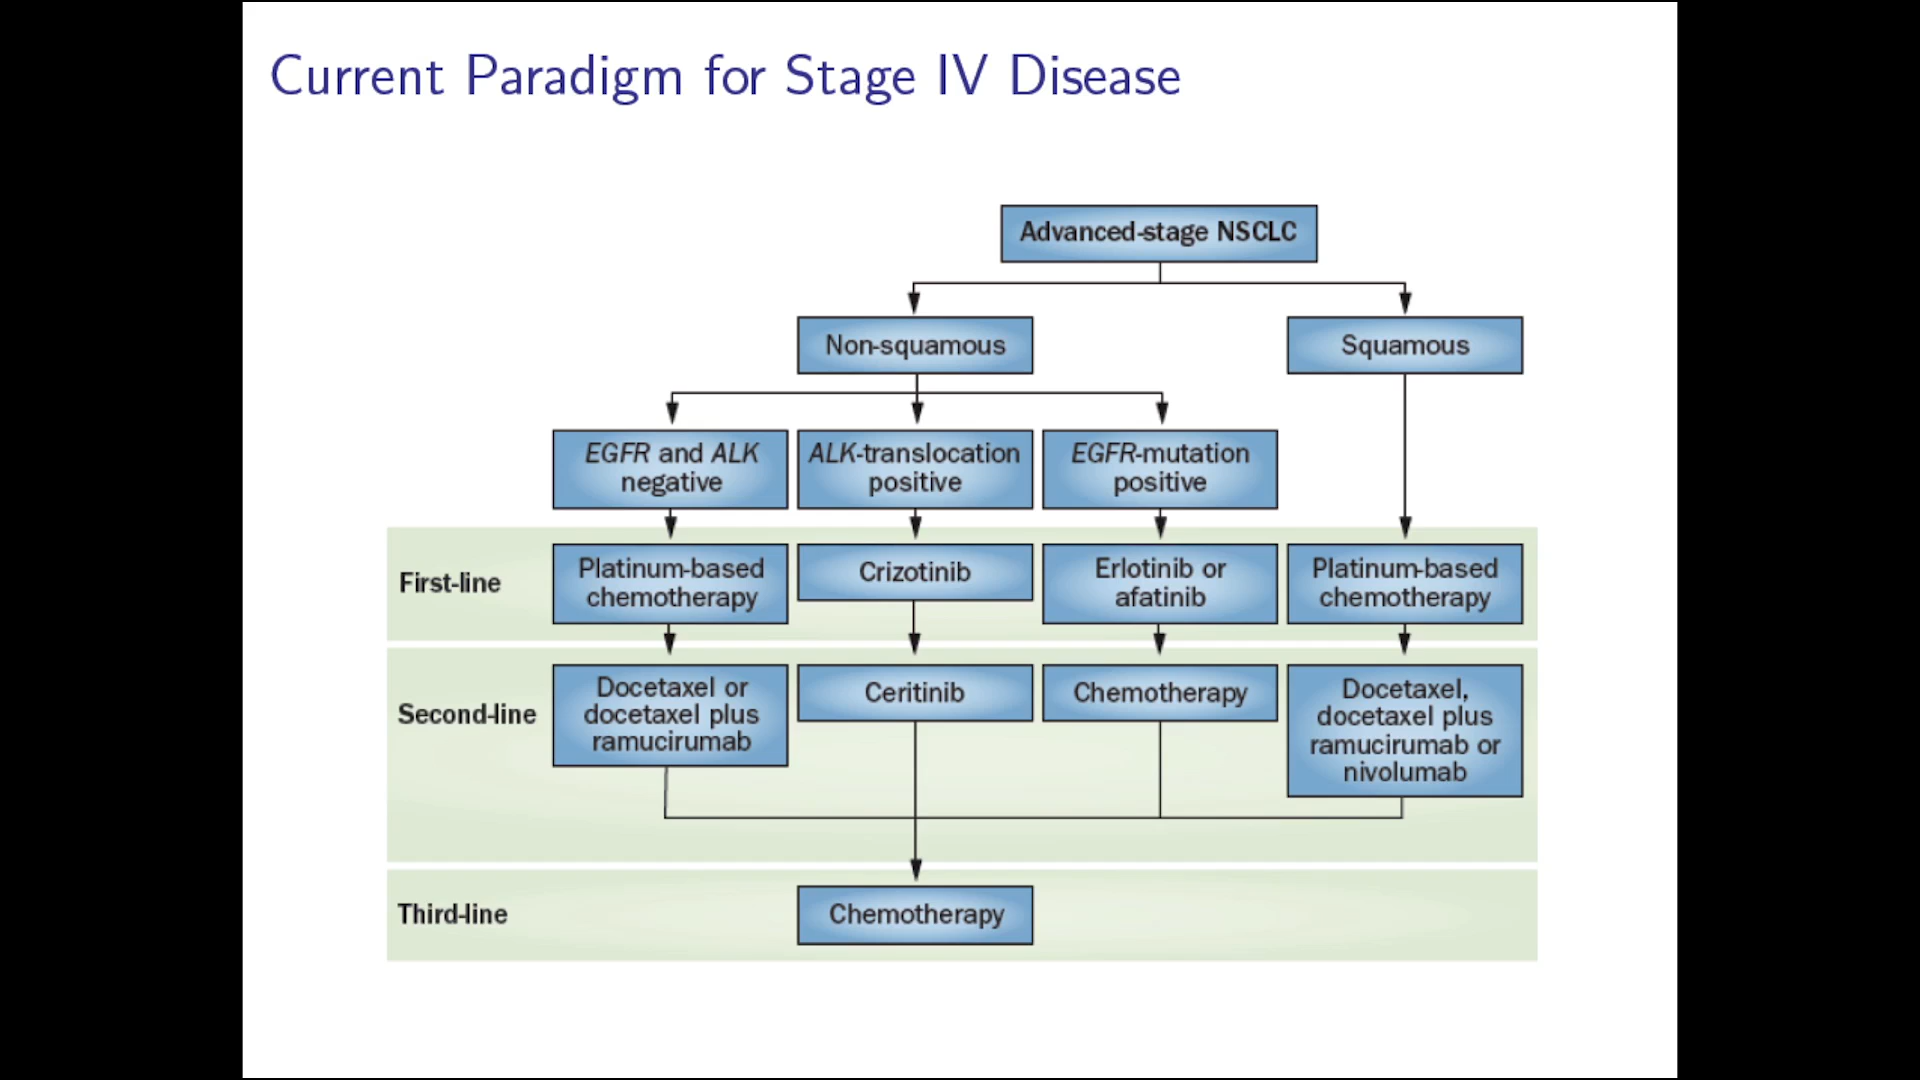 Current Paradigm for Stage IV Disease
Advanced-stage NSCLC
Non-squamous
Squamous
EGFR and ALK
negative
ALK-translocation
positive
EGFR-mutation
positive
First-line
Platinum-based
chemotherapy
Crizotinib
Erlotinib or
afatinib
Platinum-based
chemotherapy
Second-line
Docetaxel or
docetaxel plus
ramucirumab
Ceritinib
Chemotherapy
Docetaxel,
docetaxel plus
ramucirumab or
nivolumab
Third-line
Chemotherapy